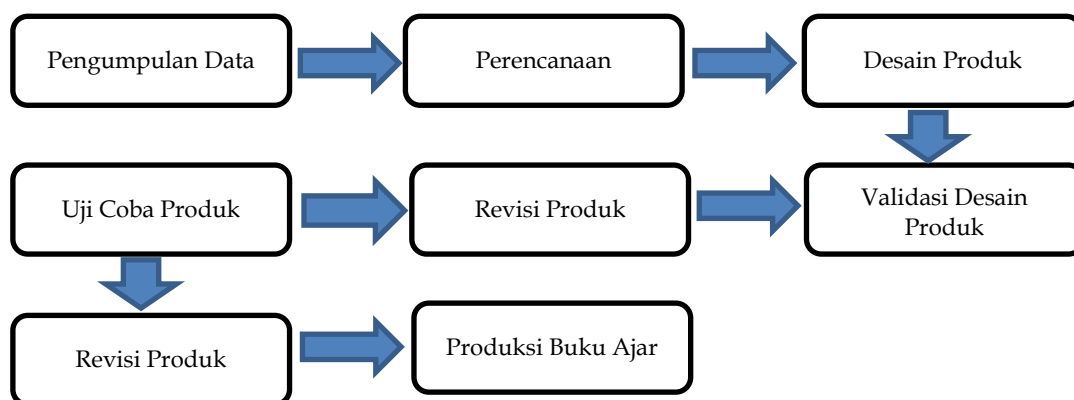 Pengumpulan Data
Perencanaan
Desain Produk
Uji Coba Produk
Revisi Produk
Validasi Desain
Produk
Revisi Produk
Produksi Buku Ajar